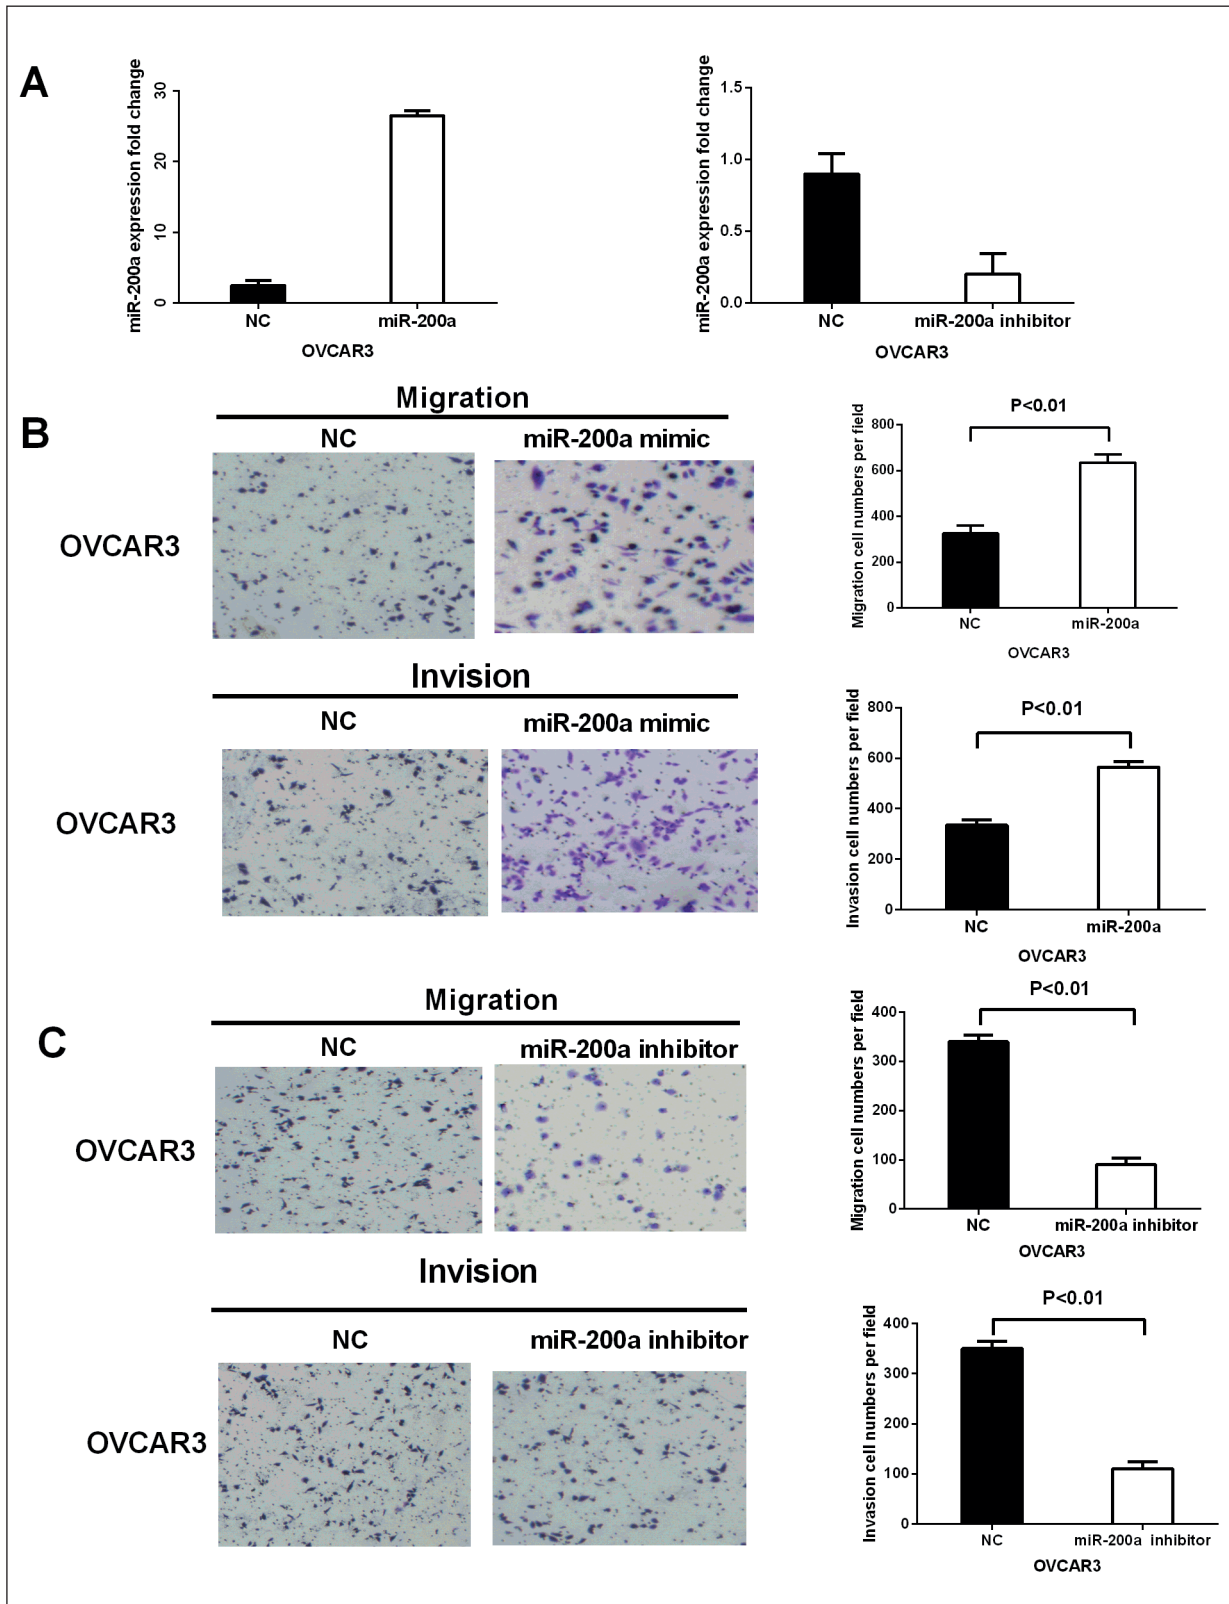 A
miR-200a expression fold change
30
20
10
0
NC
miR-200a
OVCAR3
miR-200a expression fold change
1.5
1.0
0.5
0.0
NC
miR-200a inhibitor
OVCAR3
B
Migration
NC
miR-200a mimic
OVCAR3
Migration cell numbers per field
P<0.01
800
600
400
200
0
NC
miR-200a
OVCAR3
Invision
NC
miR-200a mimic
OVCAR3
Invasion cell numbers per field
P<0.01
800
600
400
200
0
NC
miR-200a
OVCAR3
C
Migration
NC
miR-200a inhibitor
OVCAR3
Migration cell numbers per field
P<0.01
400
300
200
100
0
NC
miR-200a inhibitor
OVCAR3
Invision
NC
miR-200a inhibitor
OVCAR3
Invasion cell numbers per field
P<0.01
400
300
200
100
0
NC
miR-200a inhibitor
OVCAR3